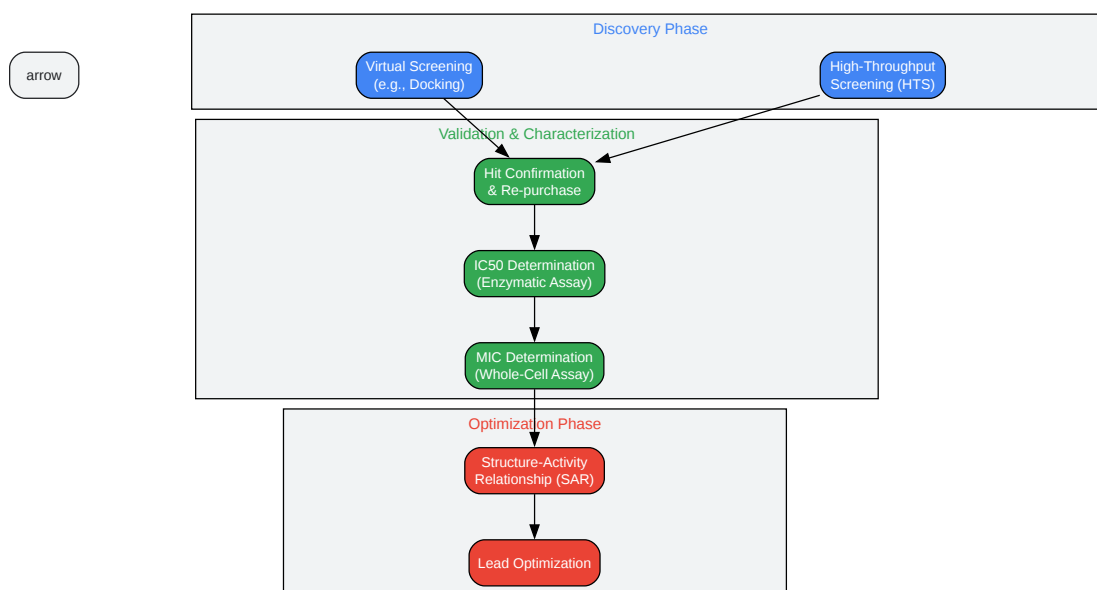 Discovery Phase
arrow
Virtual Screening
(e.g., Docking)
High-Throughput
Screening (HTS)
Validation & Characterization
Hit Confirmation
& Re-purchase
IC50 Determination
(Enzymatic Assay)
MIC Determination
(Whole-Cell Assay)
Optimization Phase
Structure-Activity
Relationship (SAR)
Lead Optimization